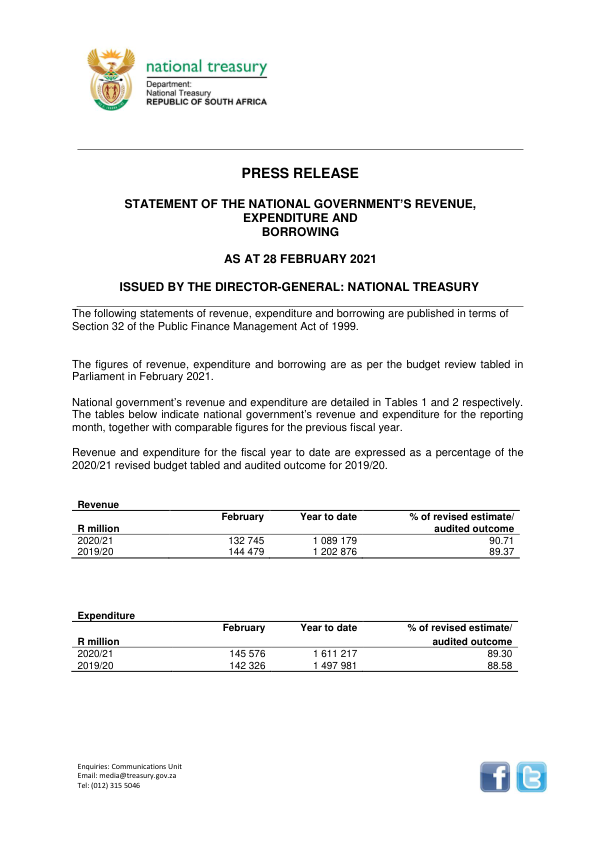 national treasury
Department:
National Treasury
REPUBLIC OF SOUTH AFRICA
PRESS RELEASE
STATEMENT OF THE NATIONAL GOVERNMENT'S REVENUE,
EXPENDITURE AND
BORROWING
AS AT 28 FEBRUARY 2021
ISSUED BY THE DIRECTOR-GENERAL: NATIONAL TREASURY
The following statements of revenue, expenditure and borrowing are published in terms of
Section 32 of the Public Finance Management Act of 1999.
The figures of revenue, expenditure and borrowing are as per the budget review tabled in
Parliament in February 2021.
National government's revenue and expenditure are detailed in Tables 1 and 2 respectively.
The tables below indicate national government's revenue and expenditure for the reporting
month, together with comparable figures for the previous fiscal year.
Revenue and expenditure for the fiscal year to date are expressed as a percentage of the
2020/21 revised budget tabled and audited outcome for 2019/20.
Revenue
February Year to date % of revised estimate/
R million audited outcome
2020/21 132 745 1 089 179 90.71
2019/20 144 479 1 202 876 89.37
Expenditure
February Year to date % of revised estimate/
R million audited outcome
2020/21 145 576 1 611 217 89.30
2019/20 142 326 1 497 981 88.58
Enquiries: Communications Unit
Email: media@treasury.gov.za
Tel: (012) 315 5046